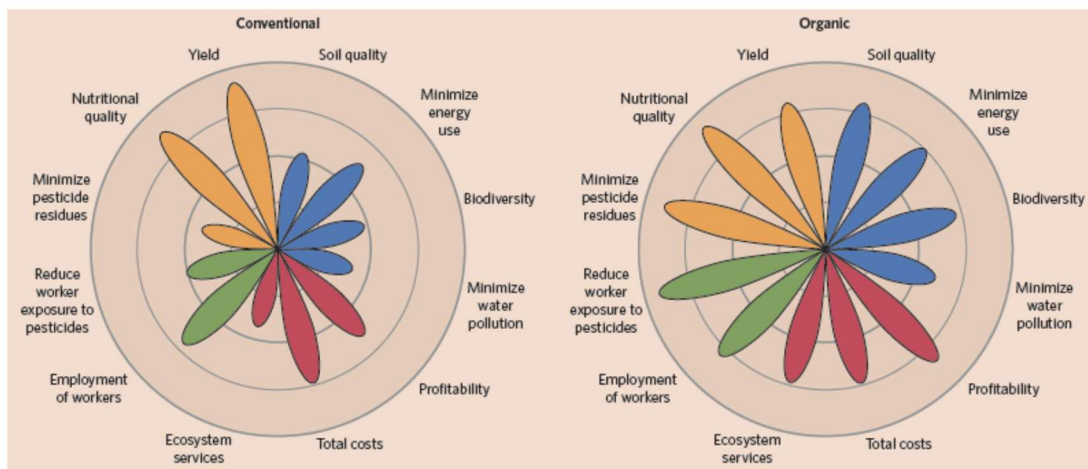 Conventional
Yield
Soil quality
Minimize
energy
use
Biodiversity
Minimize
water
pollution
Profitability
Total costs
Ecosystem
services
Employment
of workers
Reduce
worker
exposure to
pesticides
Minimize
pesticide
residues
Nutritional
quality
Organic
Yield
Soil quality
Minimize
energy
use
Biodiversity
Minimize
water
pollution
Profitability
Total costs
Ecosystem
services
Employment
of workers
Reduce
worker
exposure to
pesticides
Minimize
pesticide
residues
Nutritional
quality